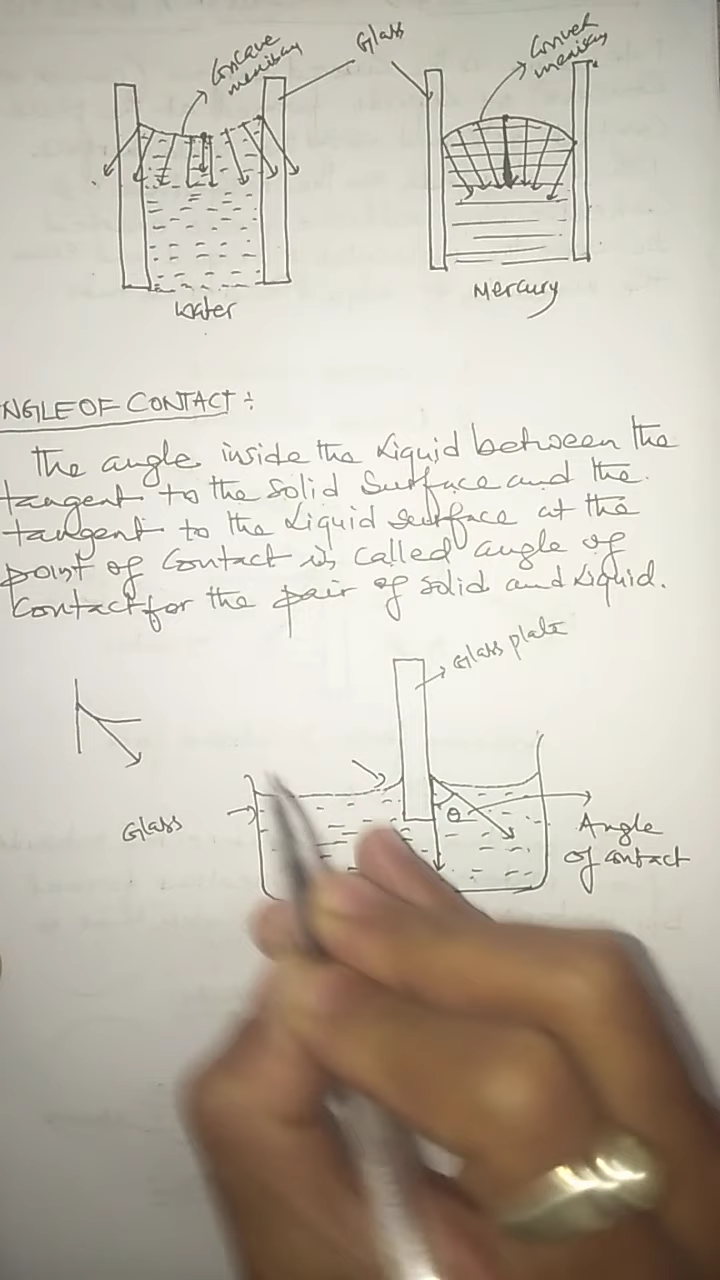 Concave
meniscus
Glass
Convex
meniscus
Water
Mercury
NGLE OF CONTACT :
The angle inside the Liquid between the
tangent to the Solid Surface and the
tangent to the Liquid surface at the
point of Contact is called angle of
Contact for the pair of solid and Liquid.
Glass plate
Glass
θ
Angle
of contact